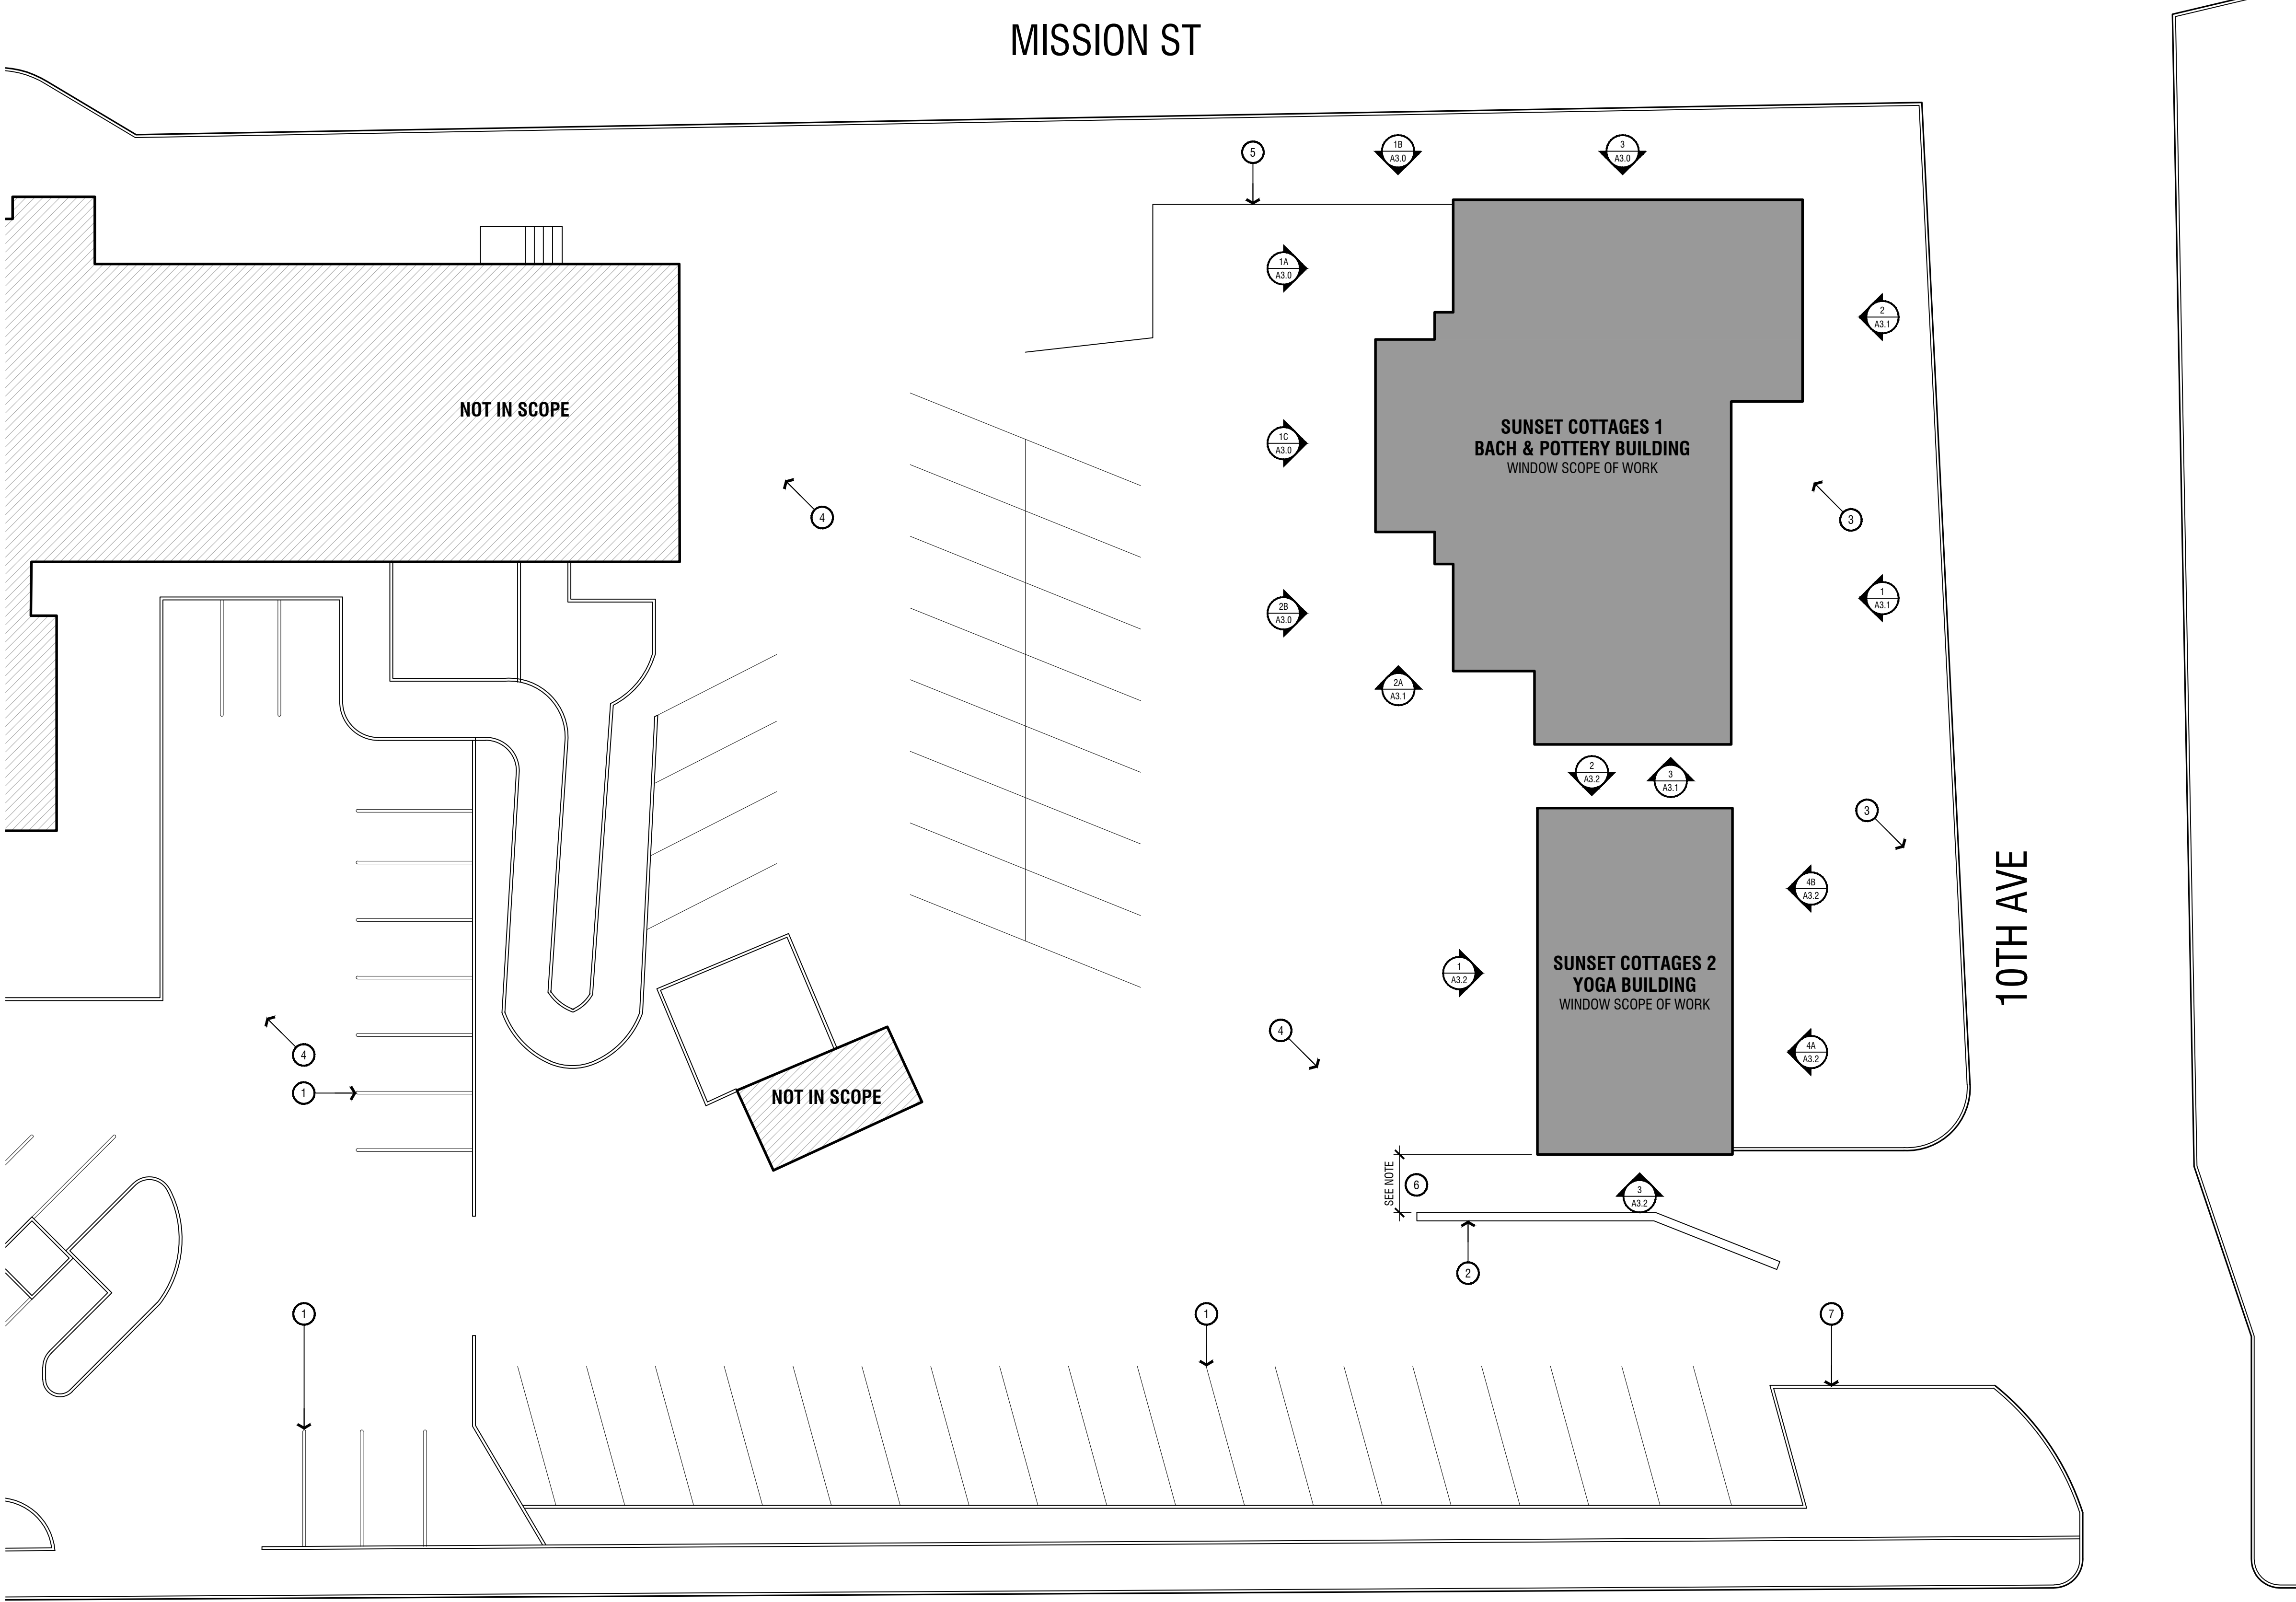 MISSION ST
5
1B
A3.0
3
A3.0
1A
A3.0
2
A3.1
NOT IN SCOPE
1C
A3.0
SUNSET COTTAGES 1
BACH & POTTERY BUILDING
WINDOW SCOPE OF WORK
4
3
2B
A3.0
1
A3.1
2A
A3.1
2
A3.2
3
A3.1
3
4B
A3.2
10TH AVE
1
A3.2
SUNSET COTTAGES 2
YOGA BUILDING
WINDOW SCOPE OF WORK
4
4
4A
A3.2
1
NOT IN SCOPE
SEE NOTE
6
3
A3.2
2
1
1
7